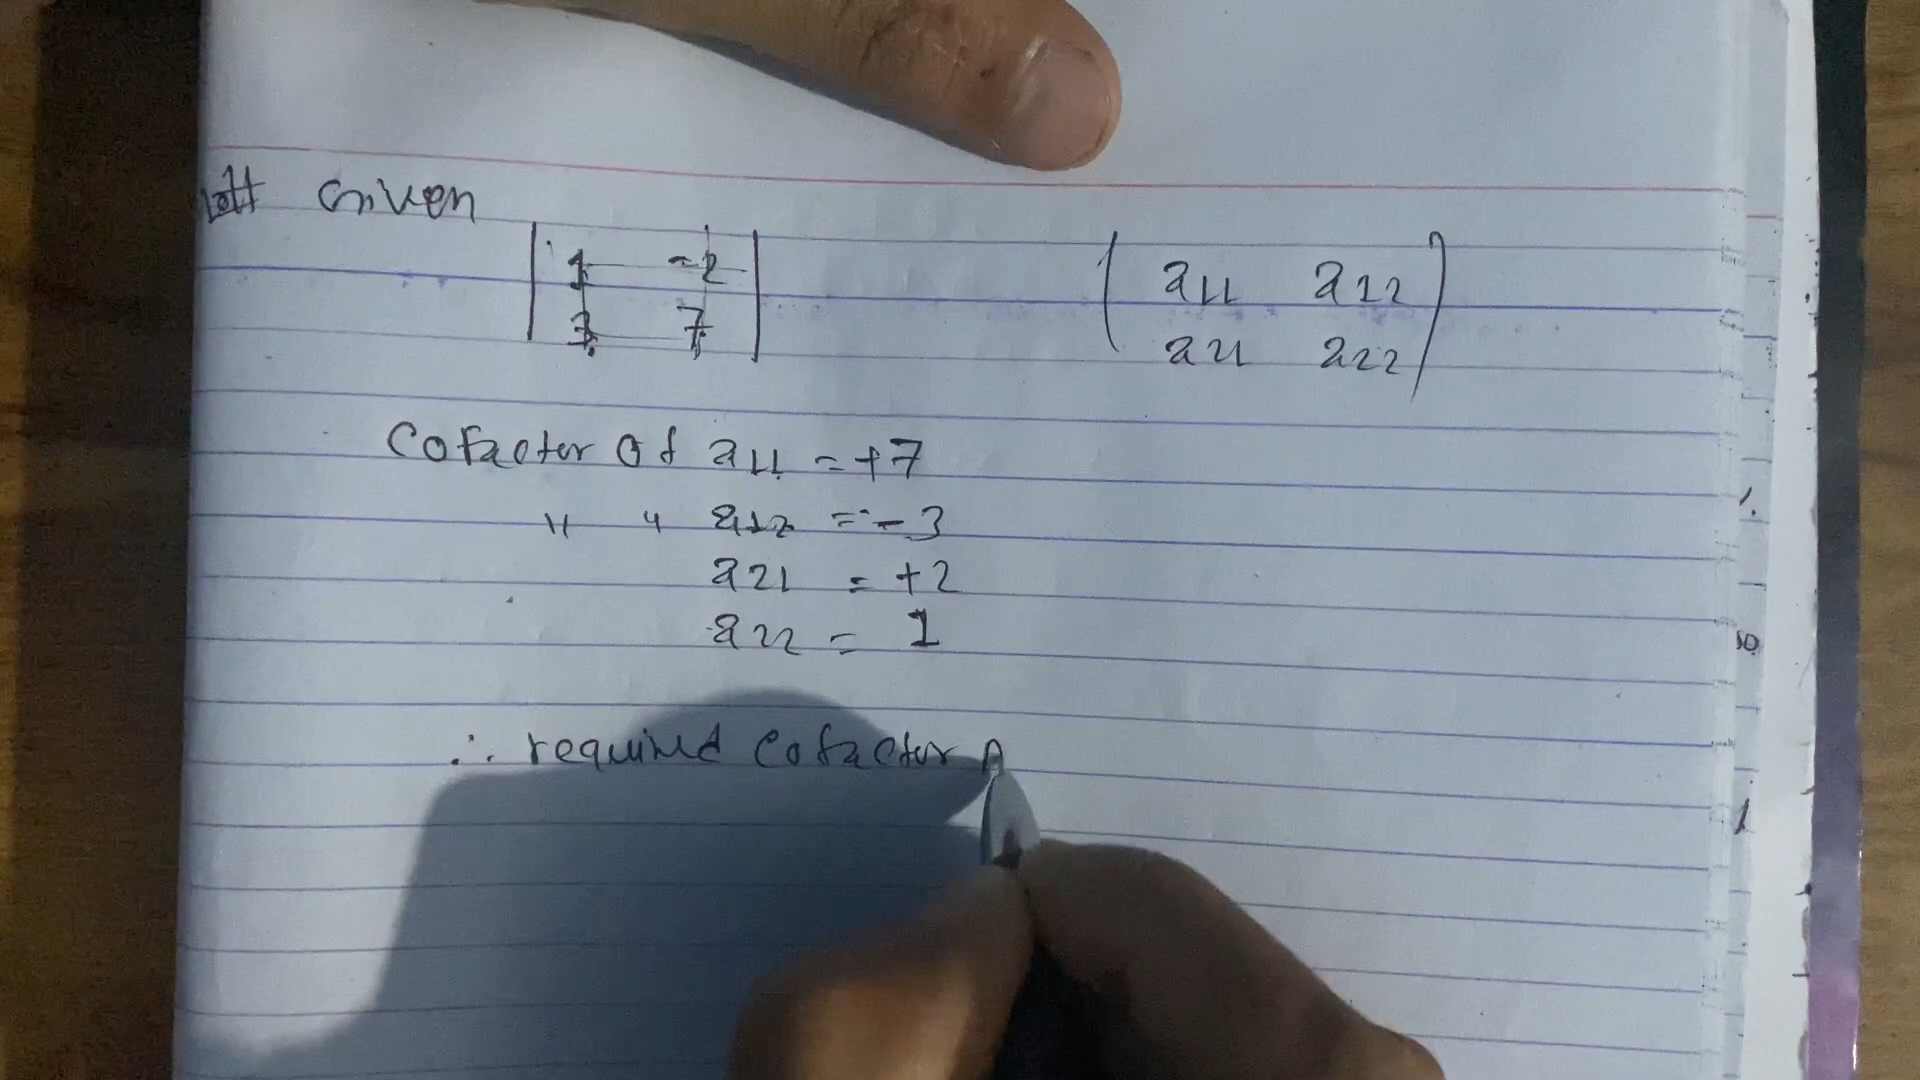 Given
| 1 -2 |
| 3 7 |
( a11 a12 )
( a21 a22 )
Cofactor of a11 = +7
" " a12 = - 3
a21 = +2
a22 = 1
∴ required cofactor A